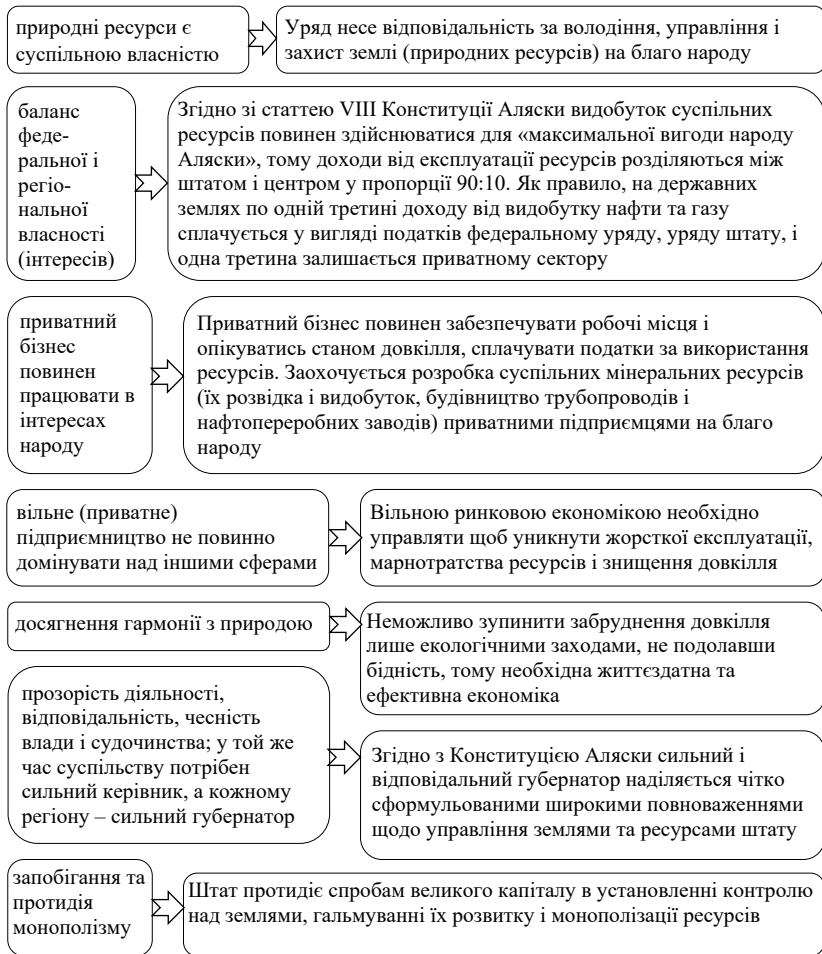 природні ресурси є
суспільною власністю
Уряд несе відповідальність за володіння, управління і
захист землі (природних ресурсів) на благо народу
баланс
феде-
ральної і
регіо-
нальної
власності
(інтересів)
Згідно зі статтею VIII Конституції Аляски видобуток суспільних
ресурсів повинен здійснюватися для «максимальної вигоди народу
Аляски», тому доходи від експлуатації ресурсів розділяються між
штатом і центром у пропорції 90:10. Як правило, на державних
землях по одній третині доходу від видобутку нафти та газу
сплачується у вигляді податків федеральному уряду, уряду штату, і
одна третина залишається приватному сектору
приватний
бізнес
повинен
працювати в
інтересах
народу
Приватний бізнес повинен забезпечувати робочі місця і
опікуватись станом довкілля, сплачувати податки за використання
ресурсів. Заохочується розробка суспільних мінеральних ресурсів
(їх розвідка і видобуток, будівництво трубопроводів і
нафтопереробних заводів) приватними підприємцями на благо
народу
вільне (приватне)
підприємництво не повинно
домінувати над іншими сферами
Вільною ринковою економікою необхідно
управляти щоб уникнути жорсткої експлуатації,
марнотратства ресурсів і знищення довкілля
досягнення гармонії з природою
Неможливо зупинити забруднення довкілля
лише екологічними заходами, не подолавши
бідність, тому необхідна життєздатна та
ефективна економіка
прозорість діяльності,
відповідальність, чесність
влади і судочинства; у той же
час суспільству потрібен
сильний керівник, а кожному
регіону – сильний губернатор
Згідно з Конституцією Аляски сильний і
відповідальний губернатор наділяється чітко
сформульованими широкими повноваженнями
щодо управління землями та ресурсами штату
запобігання та
протидія
монополізму
Штат протидіє спробам великого капіталу в установленні контролю
над землями, гальмуванні їх розвитку і монополізації ресурсів